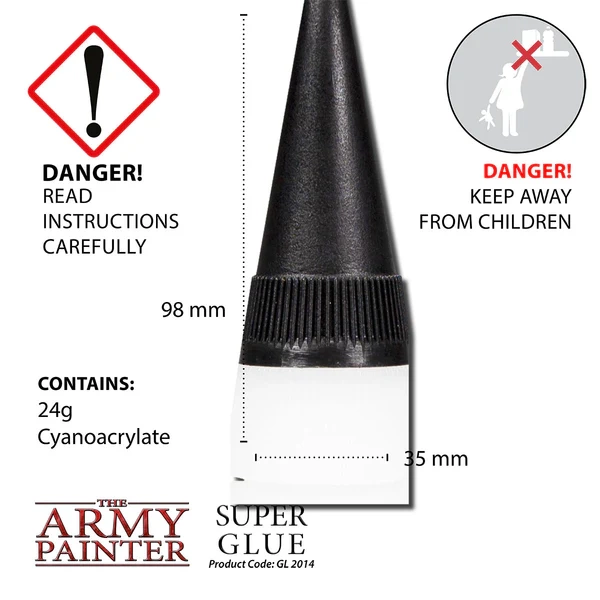 DANGER!
READ
INSTRUCTIONS
CAREFULLY
DANGER!
KEEP AWAY
FROM CHILDREN
98 mm
CONTAINS:
24g
Cyanoacrylate
35 mm
THE
ARMY
PAINTER
SUPER
GLUE
Product Code: GL 2014